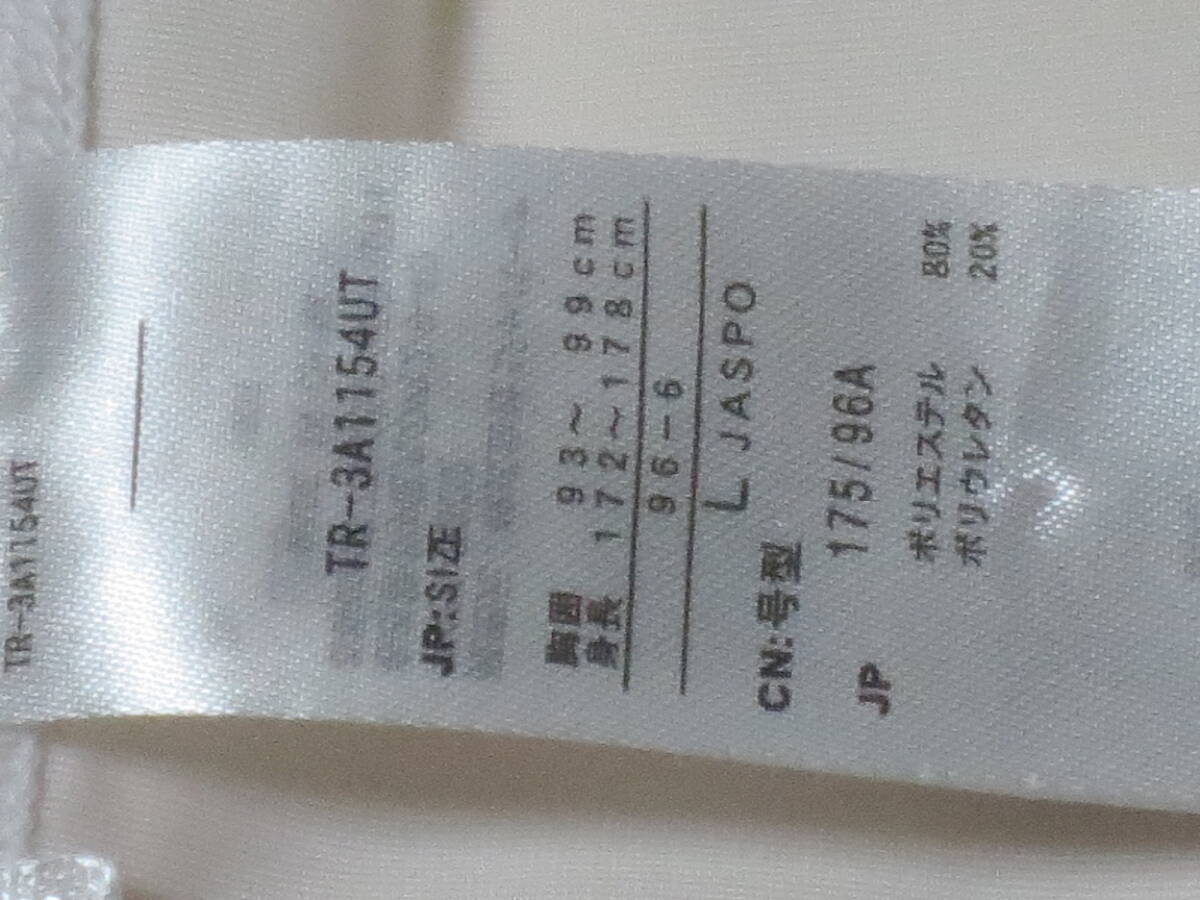 TR-3A1154UT
TR-3A1154UT
JP:SIZE
胸囲 93～ 99cm
身長 172～178cm
96-6
L JASPO
CN:号型
175/96A
JP
ポリエステル 80%
ポリウレタン 20%